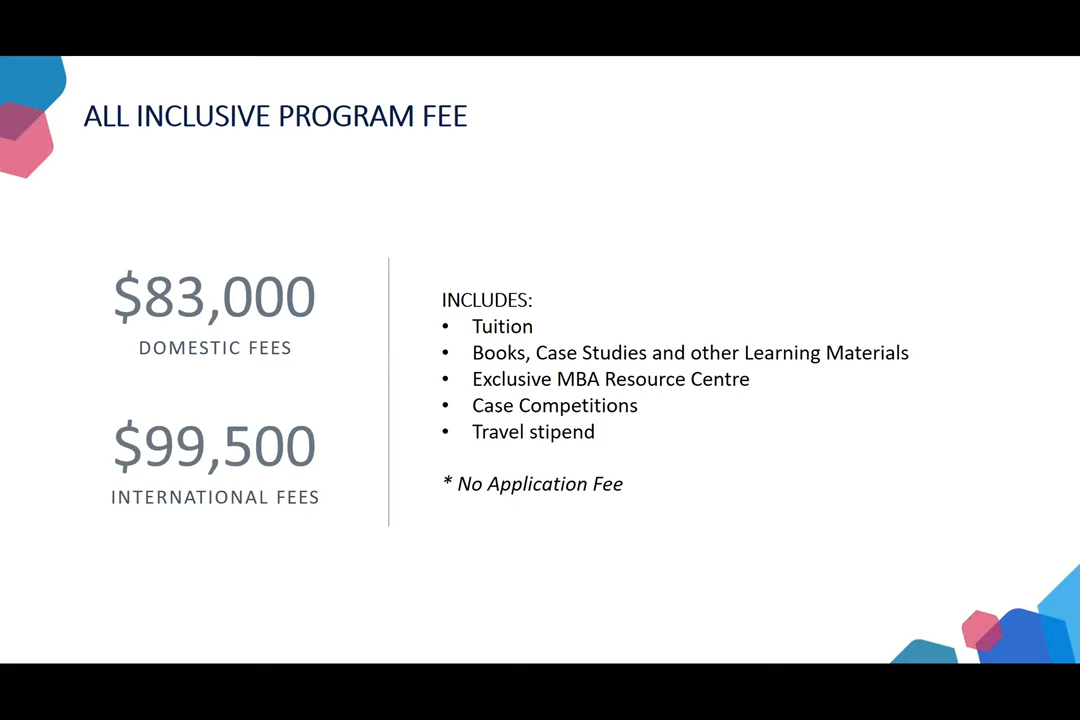 ALL INCLUSIVE PROGRAM FEE
$83,000
DOMESTIC FEES
$99,500
INTERNATIONAL FEES
INCLUDES:
• Tuition
• Books, Case Studies and other Learning Materials
• Exclusive MBA Resource Centre
• Case Competitions
• Travel stipend
* No Application Fee